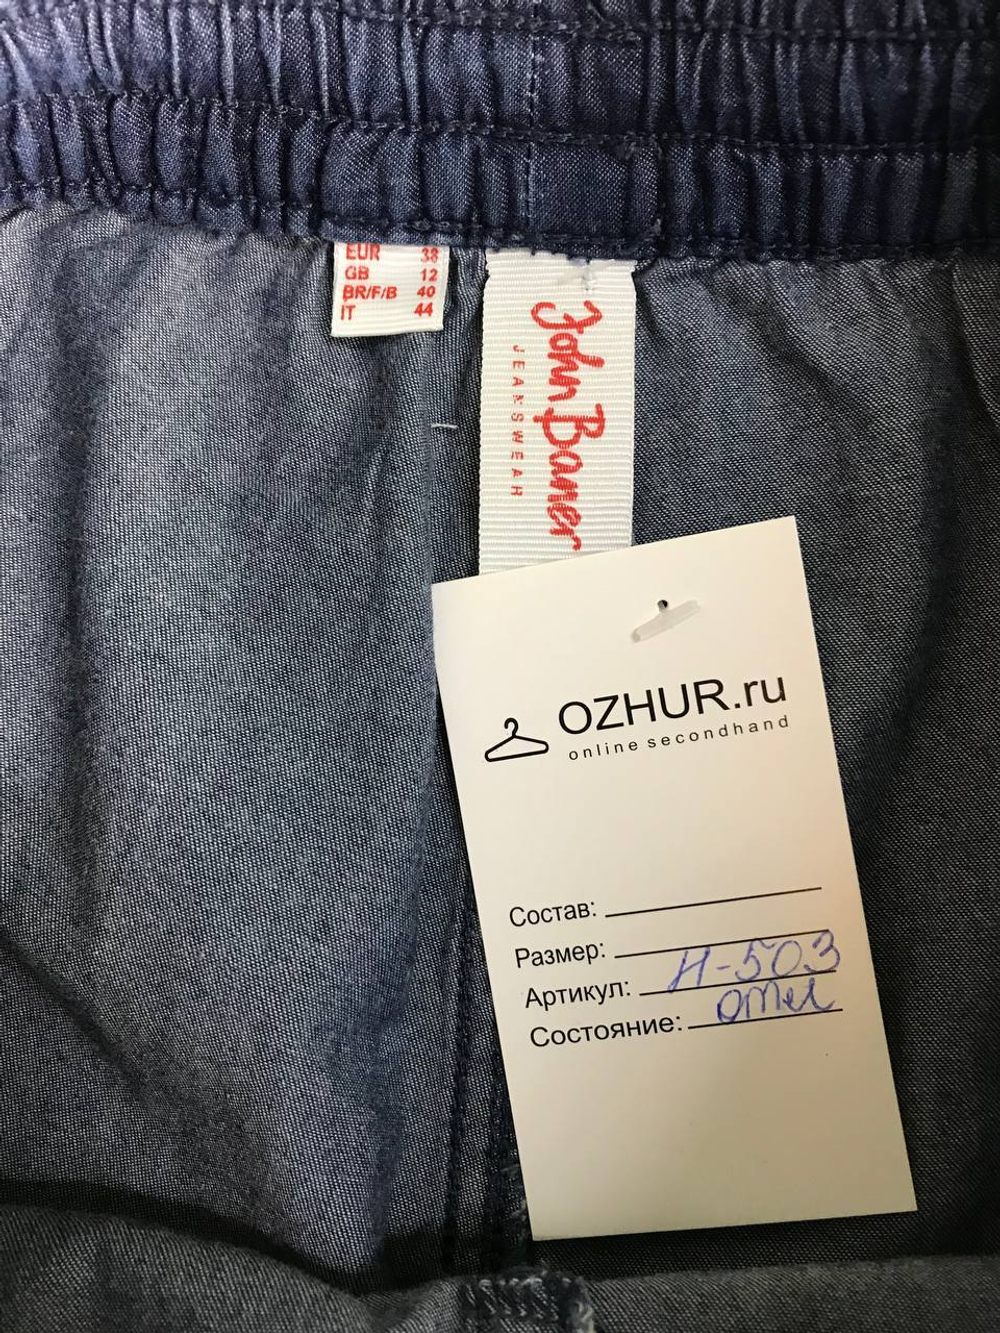 EUR 38
GB 12
BR/F/B 40
IT 44
John Baner
JEANSWEAR
OZHUR.ru
online secondhand
Состав:
Размер:
Артикул: Н-503
Состояние: отл